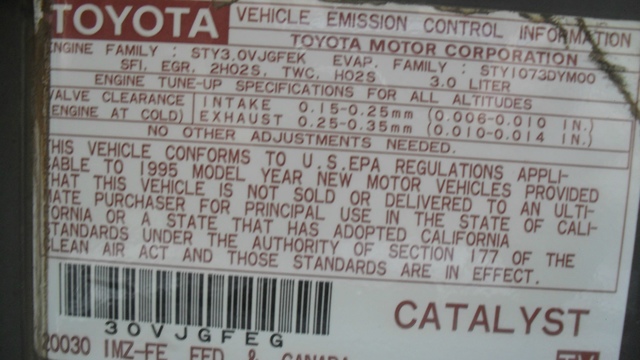 TOYOTA VEHICLE EMISSION CONTROL INFORMATION
TOYOTA MOTOR CORPORATION
ENGINE FAMILY : STY3.0VJGFEK EVAP. FAMILY : STY1073DYM00
SFI, EGR, 2HO2S, TWC, HO2S 3.0 LITER
ENGINE TUNE-UP SPECIFICATIONS FOR ALL ALTITUDES
VALVE CLEARANCE INTAKE 0.15-0.25mm (0.006-0.010 IN.)
ENGINE AT COLD) EXHAUST 0.25-0.35mm (0.010-0.014 IN.)
NO OTHER ADJUSTMENTS NEEDED.
THIS VEHICLE CONFORMS TO U.S.EPA REGULATIONS APPLI-
CABLE TO 1995 MODEL YEAR NEW MOTOR VEHICLES PROVIDED
THAT THIS VEHICLE IS NOT SOLD OR DELIVERED TO AN ULTI-
MATE PURCHASER FOR PRINCIPAL USE IN THE STATE OF CALI-
FORNIA OR A STATE THAT HAS ADOPTED CALIFORNIA
STANDARDS UNDER THE AUTHORITY OF SECTION 177 OF THE
CLEAN AIR ACT AND THOSE STANDARDS ARE IN EFFECT.
30VJGFEG
CATALYST
20030 1MZ-FE FED & CANADA